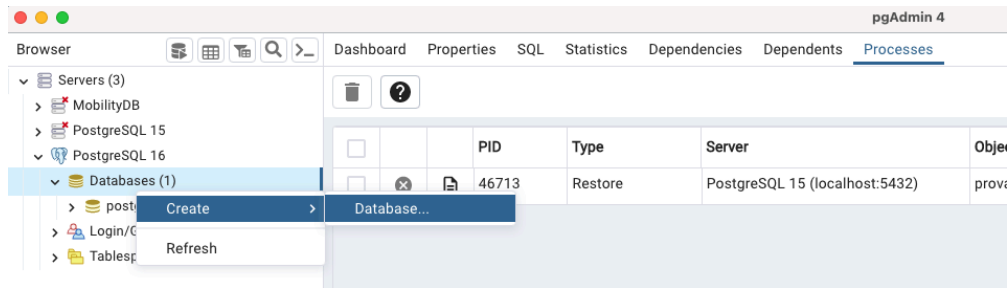 pgAdmin 4
Browser
Dashboard Properties SQL Statistics Dependencies Dependents Processes
Servers (3)
MobilityDB
PostgreSQL 15
PostgreSQL 16
Databases (1)
Create
Database...
Login/
Refresh
PID Type Server
46713 Restore PostgreSQL 15 (localhost:5432)